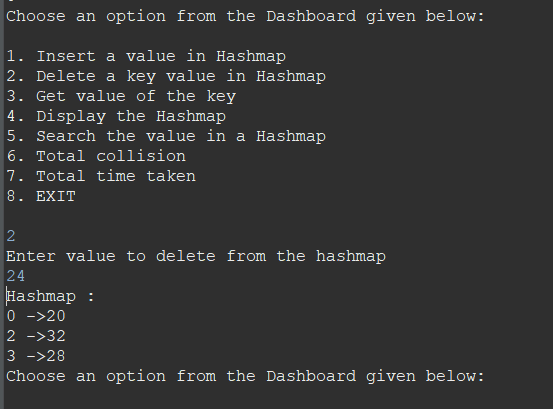 Choose an option from the Dashboard given below:
1. Insert a value in Hashmap
2. Delete a key value in Hashmap
3. Get value of the key
4. Display the Hashmap
5. Search the value in a Hashmap
6. Total collision
7. Total time taken
8. EXIT
2
Enter value to delete from the hashmap
24
Hashmap :
0 ->20
2 ->32
3 ->28
Choose an option from the Dashboard given below: